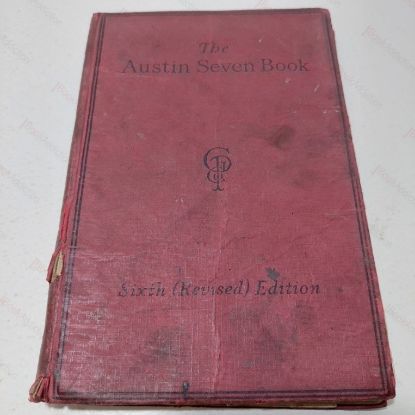 The
Austin Seven Book
Sixth (Revised) Edition